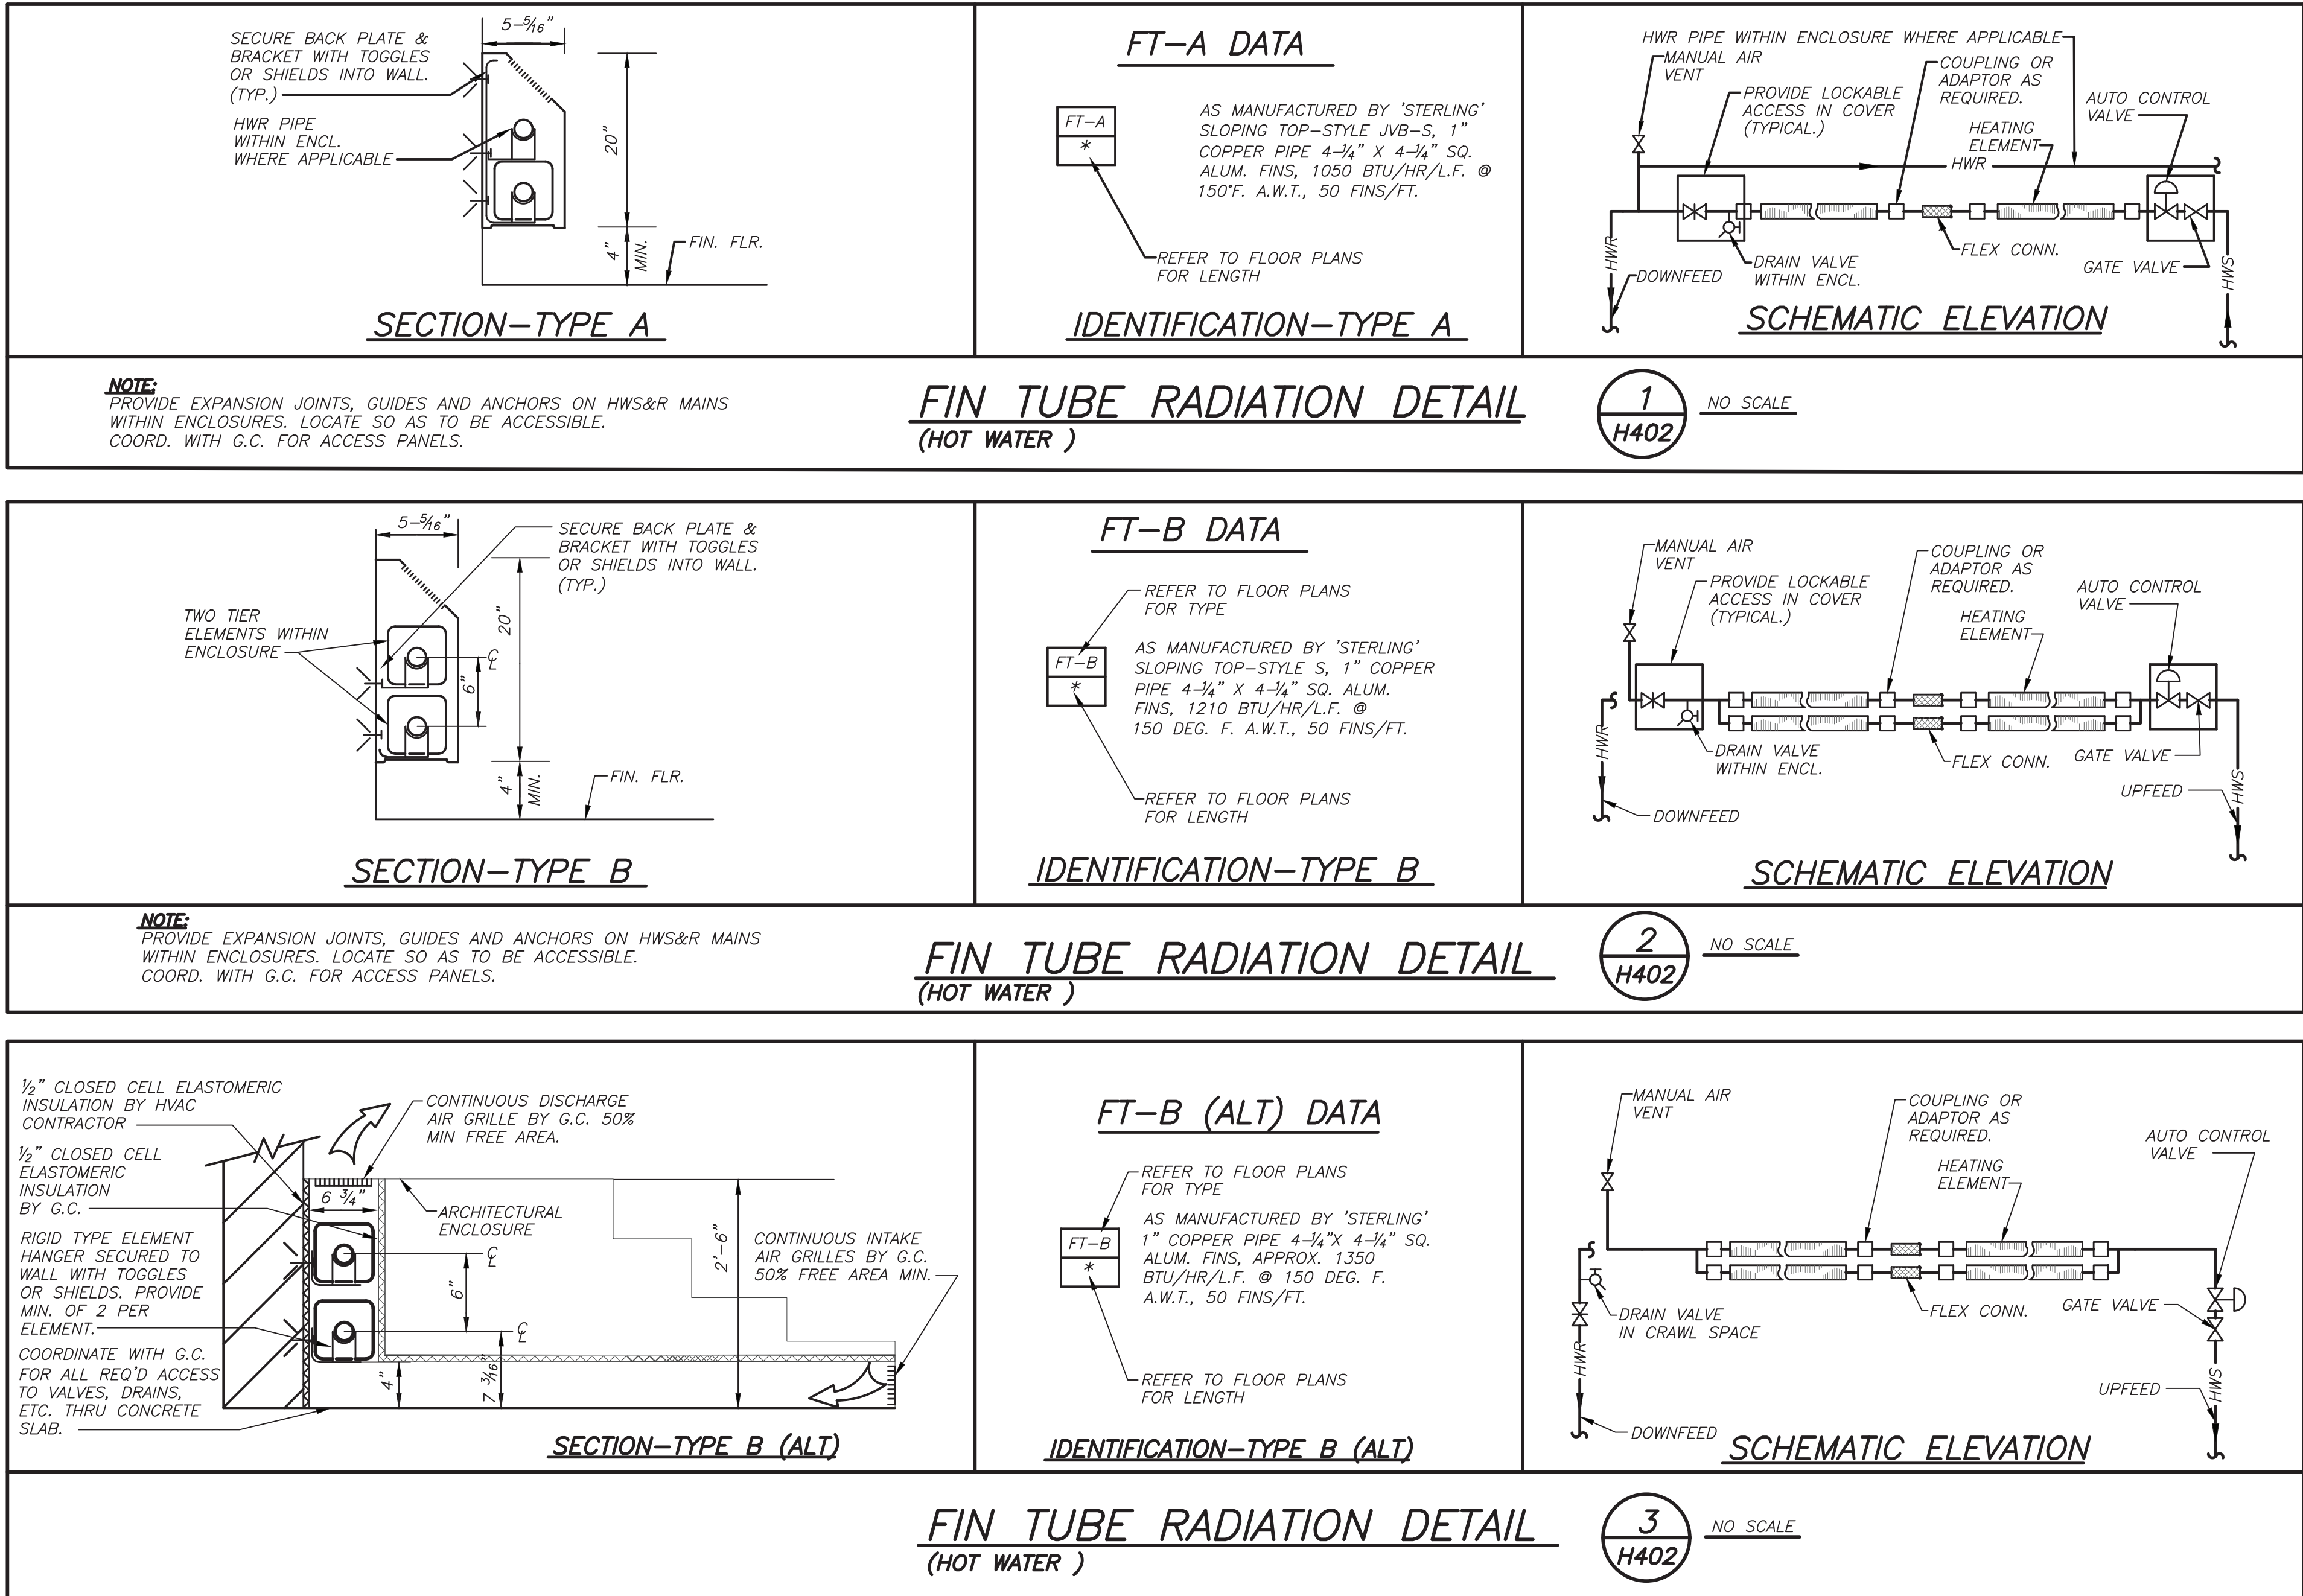 5-5/16"
SECURE BACK PLATE &
BRACKET WITH TOGGLES
OR SHIELDS INTO WALL.
(TYP.)
HWR PIPE
WITHIN ENCL.
WHERE APPLICABLE
20"
4"
MIN.
FIN. FLR.
SECTION-TYPE A
FT-A DATA
FT-A
*
AS MANUFACTURED BY 'STERLING'
SLOPING TOP-STYLE JVB-S, 1"
COPPER PIPE 4-1/4" X 4-1/4" SQ.
ALUM. FINS, 1050 BTU/HR/L.F. @
150°F. A.W.T., 50 FINS/FT.
REFER TO FLOOR PLANS
FOR LENGTH
IDENTIFICATION-TYPE A
HWR PIPE WITHIN ENCLOSURE WHERE APPLICABLE
MANUAL AIR
VENT
COUPLING OR
ADAPTOR AS
REQUIRED.
PROVIDE LOCKABLE
ACCESS IN COVER
(TYPICAL.)
AUTO CONTROL
VALVE
HEATING
ELEMENT
HWR
HWR
DOWNFEED
DRAIN VALVE
WITHIN ENCL.
FLEX CONN.
GATE VALVE
HWS
SCHEMATIC ELEVATION
NOTE:
PROVIDE EXPANSION JOINTS, GUIDES AND ANCHORS ON HWS&R MAINS
WITHIN ENCLOSURES. LOCATE SO AS TO BE ACCESSIBLE.
COORD. WITH G.C. FOR ACCESS PANELS.
FIN TUBE RADIATION DETAIL
(HOT WATER )
1
H402
NO SCALE
5-5/16"
SECURE BACK PLATE &
BRACKET WITH TOGGLES
OR SHIELDS INTO WALL.
(TYP.)
TWO TIER
ELEMENTS WITHIN
ENCLOSURE
20"
CL
6"
4"
MIN.
FIN. FLR.
SECTION-TYPE B
FT-B DATA
REFER TO FLOOR PLANS
FOR TYPE
FT-B
*
AS MANUFACTURED BY 'STERLING'
SLOPING TOP-STYLE S, 1" COPPER
PIPE 4-1/4" X 4-1/4" SQ. ALUM.
FINS, 1210 BTU/HR/L.F. @
150 DEG. F. A.W.T., 50 FINS/FT.
REFER TO FLOOR PLANS
FOR LENGTH
IDENTIFICATION-TYPE B
MANUAL AIR
VENT
PROVIDE LOCKABLE
ACCESS IN COVER
(TYPICAL.)
COUPLING OR
ADAPTOR AS
REQUIRED.
HEATING
ELEMENT
AUTO CONTROL
VALVE
HWR
DRAIN VALVE
WITHIN ENCL.
FLEX CONN.
GATE VALVE
UPFEED
HWS
DOWNFEED
SCHEMATIC ELEVATION
NOTE:
PROVIDE EXPANSION JOINTS, GUIDES AND ANCHORS ON HWS&R MAINS
WITHIN ENCLOSURES. LOCATE SO AS TO BE ACCESSIBLE.
COORD. WITH G.C. FOR ACCESS PANELS.
FIN TUBE RADIATION DETAIL
(HOT WATER )
2
H402
NO SCALE
1/2" CLOSED CELL ELASTOMERIC
INSULATION BY HVAC
CONTRACTOR
1/2" CLOSED CELL
ELASTOMERIC
INSULATION
BY G.C.
RIGID TYPE ELEMENT
HANGER SECURED TO
WALL WITH TOGGLES
OR SHIELDS. PROVIDE
MIN. OF 2 PER
ELEMENT.
COORDINATE WITH G.C.
FOR ALL REQ'D ACCESS
TO VALVES, DRAINS,
ETC. THRU CONCRETE
SLAB.
CONTINUOUS DISCHARGE
AIR GRILLE BY G.C. 50%
MIN FREE AREA.
6 3/4"
ARCHITECTURAL
ENCLOSURE
CL
6"
CL
4"
7 3/16"
2'-6"
CONTINUOUS INTAKE
AIR GRILLES BY G.C.
50% FREE AREA MIN.
SECTION-TYPE B (ALT)
FT-B (ALT) DATA
REFER TO FLOOR PLANS
FOR TYPE
FT-B
*
AS MANUFACTURED BY 'STERLING'
1" COPPER PIPE 4-1/4"X 4-1/4" SQ.
ALUM. FINS, APPROX. 1350
BTU/HR/L.F. @ 150 DEG. F.
A.W.T., 50 FINS/FT.
REFER TO FLOOR PLANS
FOR LENGTH
IDENTIFICATION-TYPE B (ALT)
MANUAL AIR
VENT
COUPLING OR
ADAPTOR AS
REQUIRED.
HEATING
ELEMENT
AUTO CONTROL
VALVE
DRAIN VALVE
IN CRAWL SPACE
FLEX CONN.
GATE VALVE
HWR
UPFEED
HWS
DOWNFEED
SCHEMATIC ELEVATION
FIN TUBE RADIATION DETAIL
(HOT WATER )
3
H402
NO SCALE